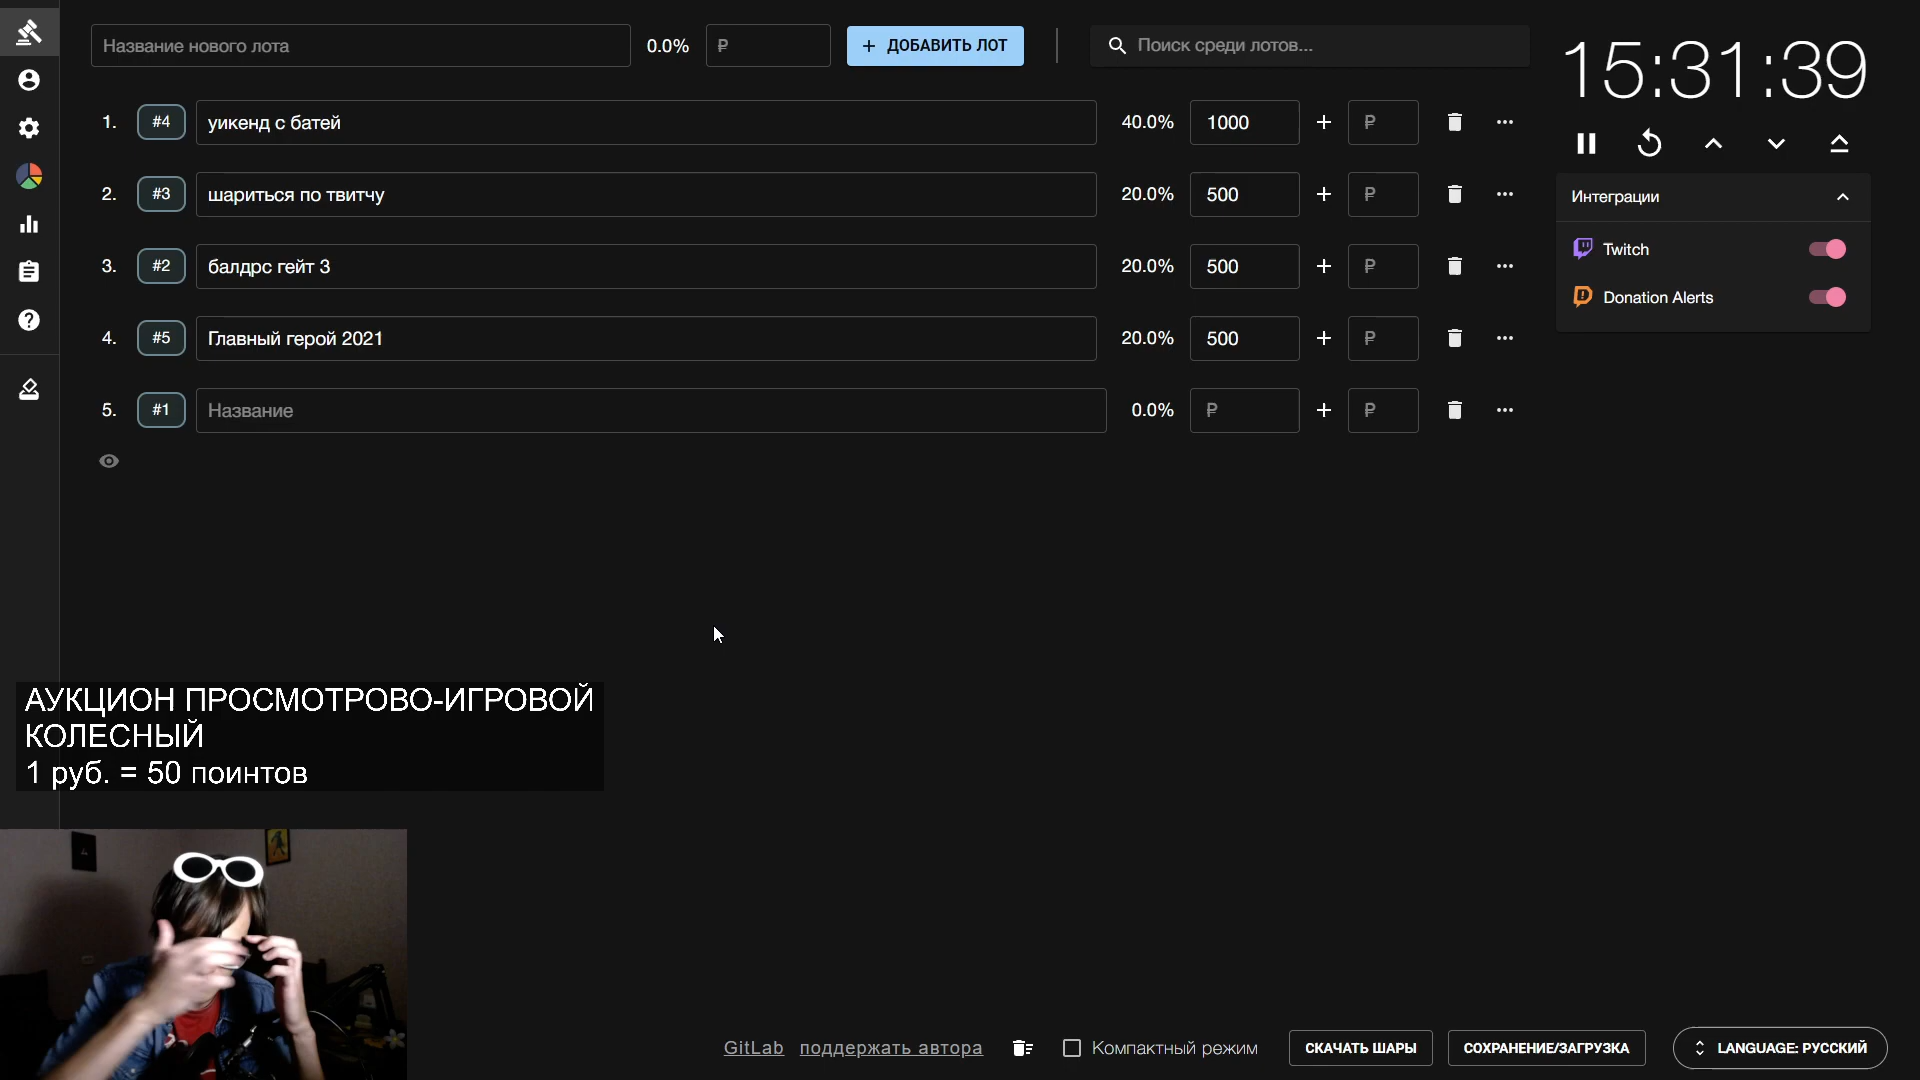 Название нового лота 0.0% ₽ + ДОБАВИТЬ ЛОТ Поиск среди лотов... 15:31:39
1. #4 уикенд с батей 40.0% 1000 + ₽
2. #3 шариться по твитчу 20.0% 500 + ₽
Интеграции
Twitch
3. #2 балдрс гейт 3 20.0% 500 + ₽
Donation Alerts
4. #5 Главный герой 2021 20.0% 500 + ₽
5. #1 Название 0.0% ₽ + ₽
АУКЦИОН ПРОСМОТРОВО-ИГРОВОЙ
КОЛЕСНЫЙ
1 руб. = 50 поинтов
GitLab поддержать автора Компактный режим СКАЧАТЬ ШАРЫ СОХРАНЕНИЕ/ЗАГРУЗКА LANGUAGE: РУССКИЙ